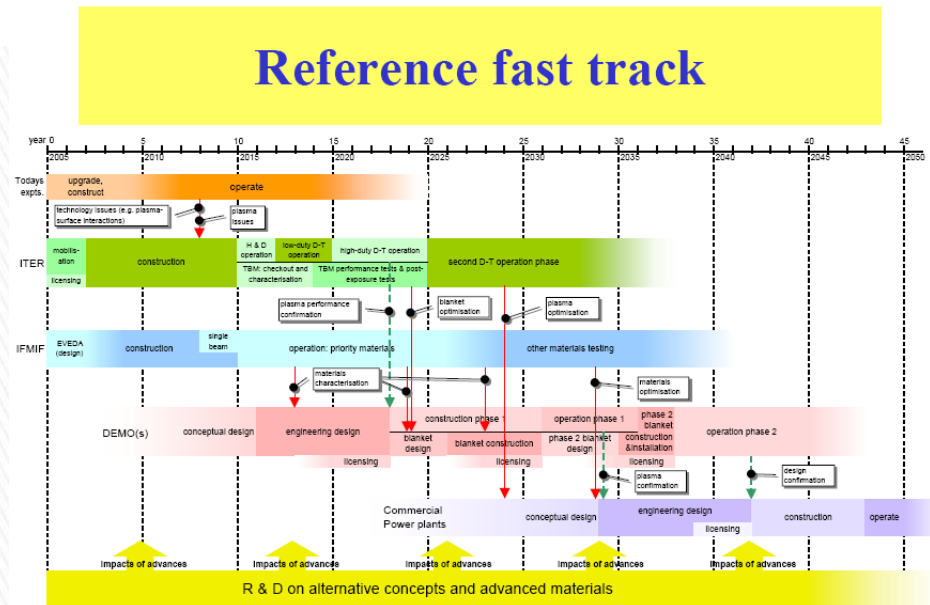 Reference fast track
year 0 5 10 15 20 25 30 35 40 45
2005 2010 2015 2020 2025 2030 2035 2040 2045 2050
Todays
expts.
upgrade,
construct
operate
technology issues (e.g. plasma-
surface interactions)
plasma
issues
ITER
mobilis-
ation
licensing
construction
H & D
operation
low-duty D-T
operation
high-duty D-T operation
TBM: checkout and
characterisation
TBM performance tests & post-
exposure tests
second D-T operation phase
plasma performance
confirmation
blanket
optimisation
plasma
optimisation
IFMIF
EVEDA
(design)
construction
single
beam
operation: priority materials
other materials testing
materials
characterisation
materials
optimisation
DEMO(s)
conceptual design
engineering design
licensing
construction phase 1
blanket
design
blanket construction
licensing
operation phase 1
phase 2 blanket
design
phase 2
blanket
construction
&installation
licensing
operation phase 2
plasma
confirmation
design
confirmation
Commercial
Power plants
conceptual design
engineering design
licensing
construction
operate
Impacts of advances
Impacts of advances
Impacts of advances
Impacts of advances
Impacts of advances
R & D on alternative concepts and advanced materials